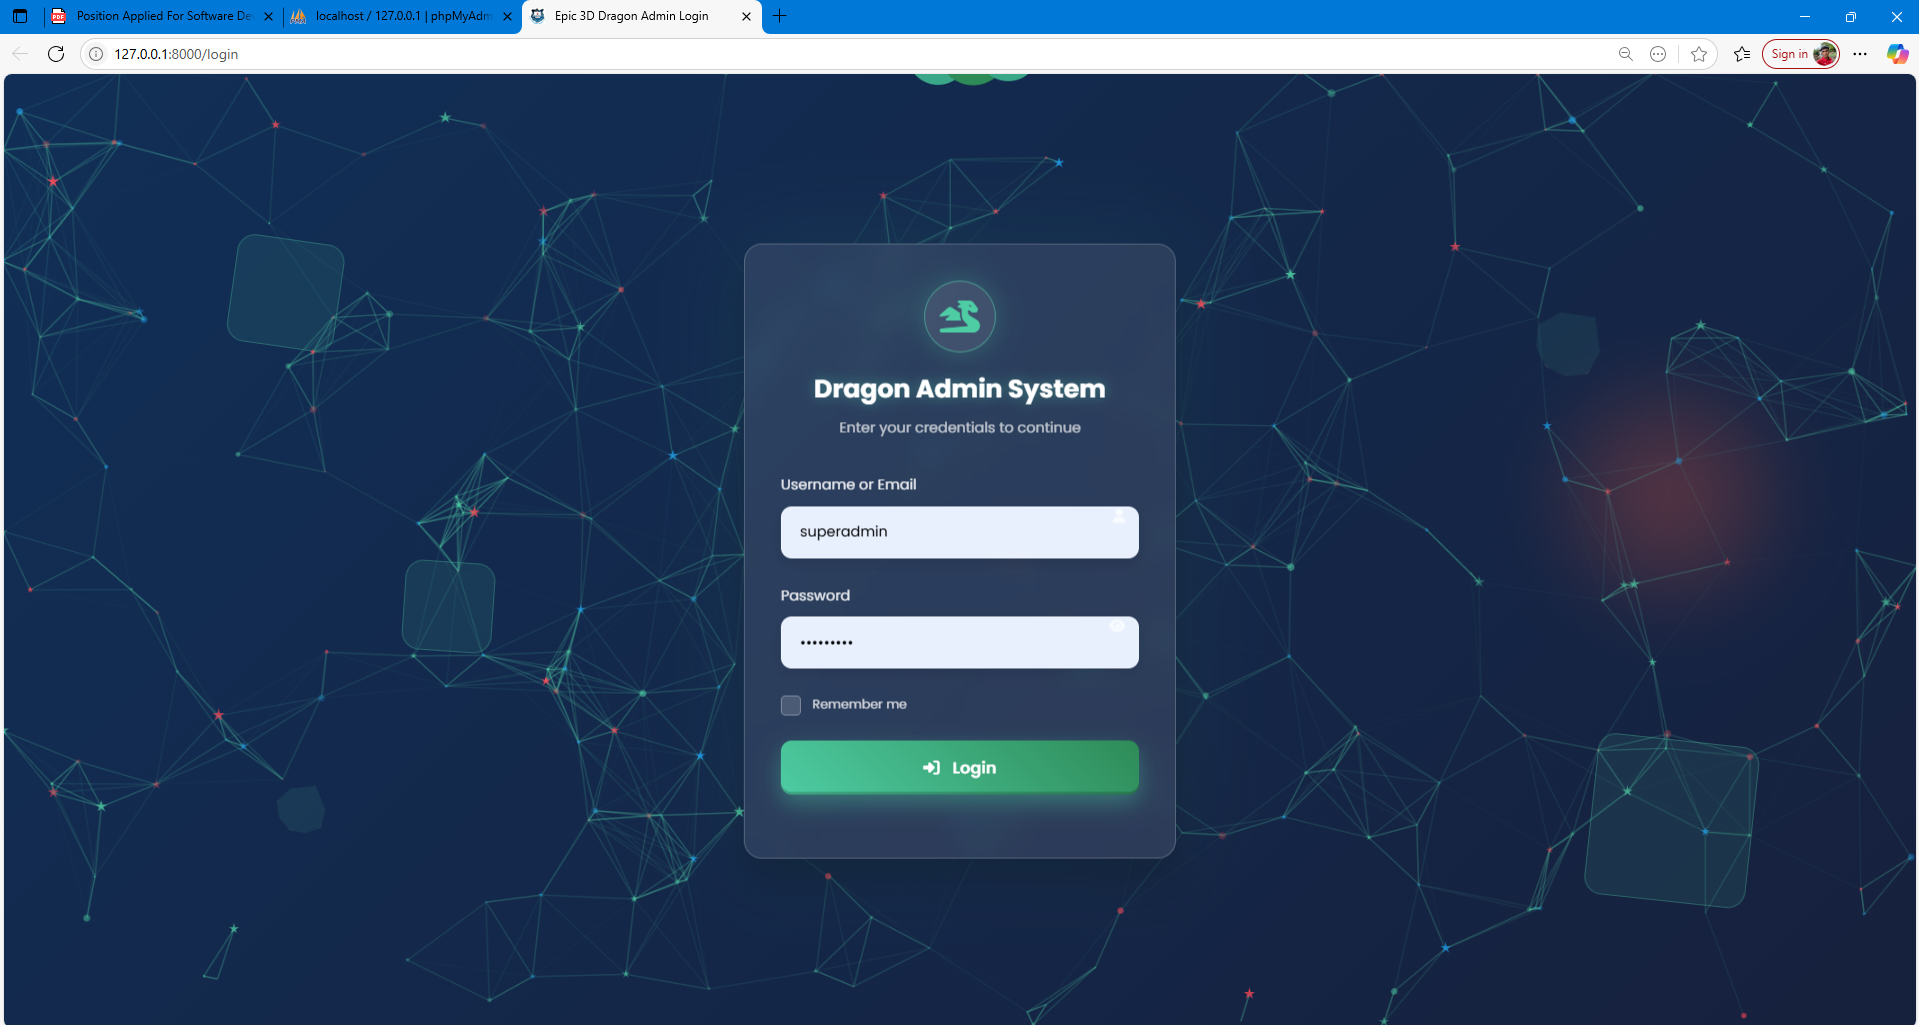 Position Applied For Software De
localhost / 127.0.0.1 | phpMyAdm
Epic 3D Dragon Admin Login
127.0.0.1:8000/login
Sign in
Dragon Admin System
Enter your credentials to continue
Username or Email
superadmin
Password
•••••••••
Remember me
Login